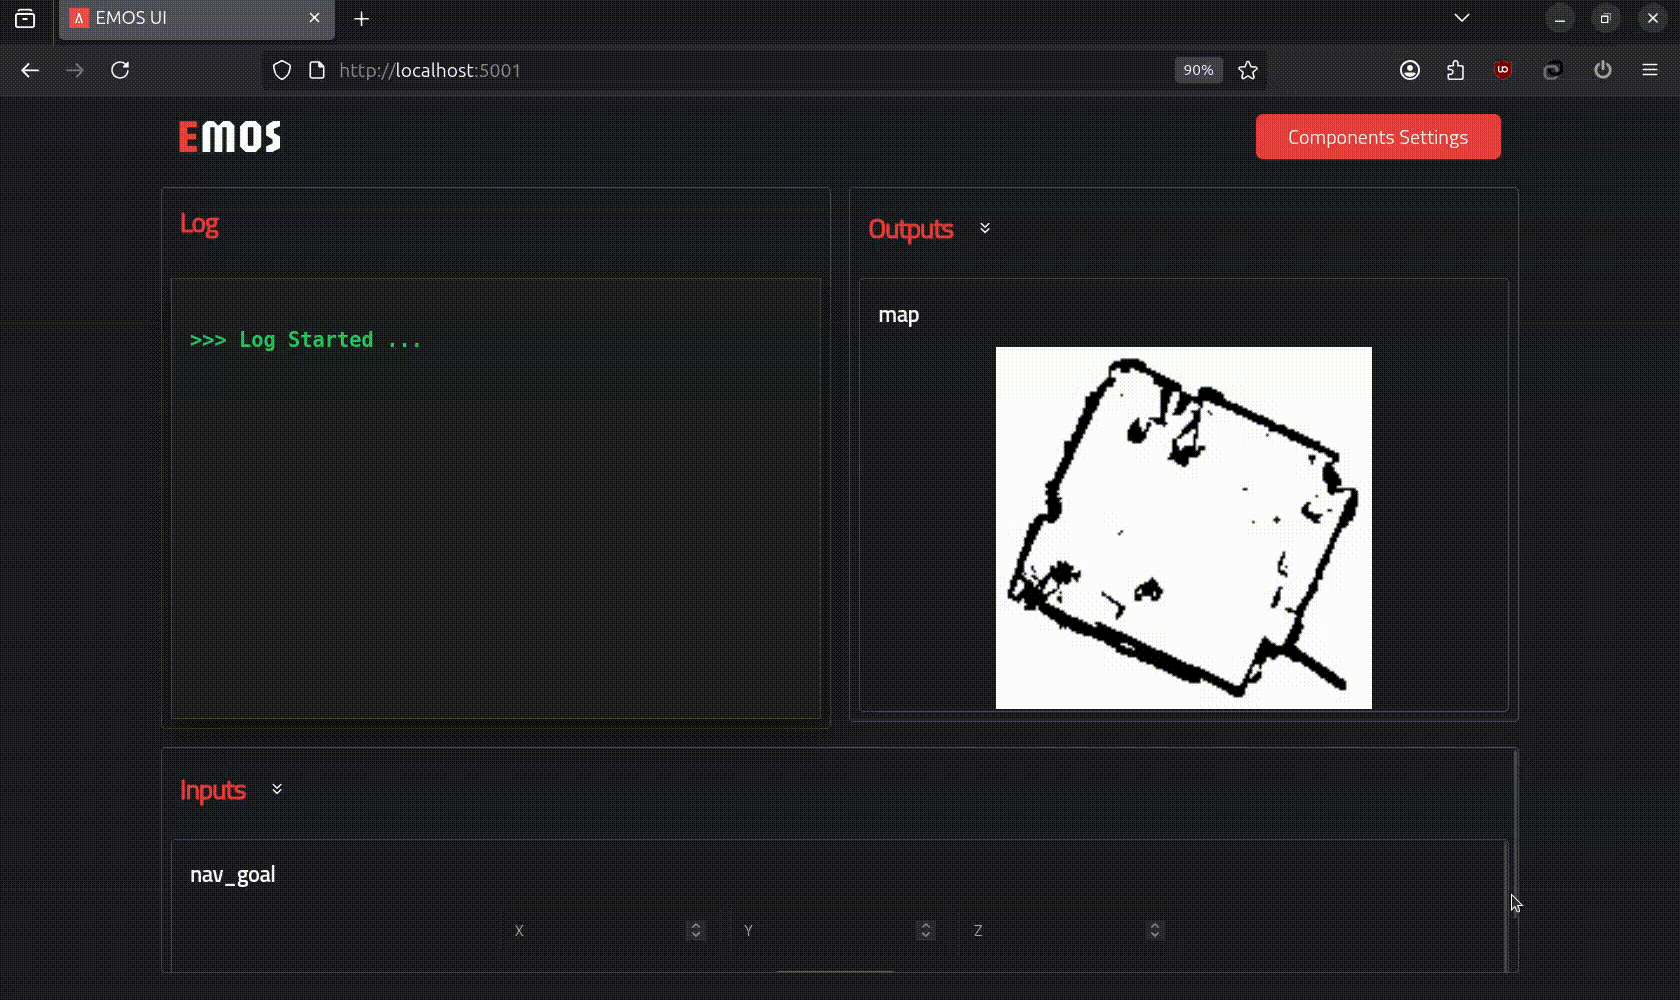 EMOS UI
http://localhost:5001
90%
EMOS
Components Settings
Log
>>> Log Started ...
Outputs
map
Inputs
nav_goal
X
Y
Z